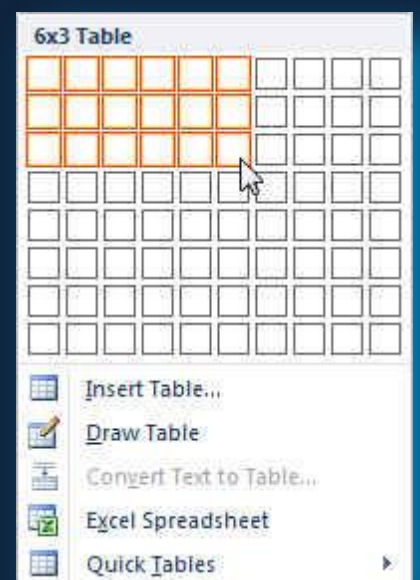 6x3 Table
Insert Table...
Draw Table
Convert Text to Table...
Excel Spreadsheet
Quick Tables